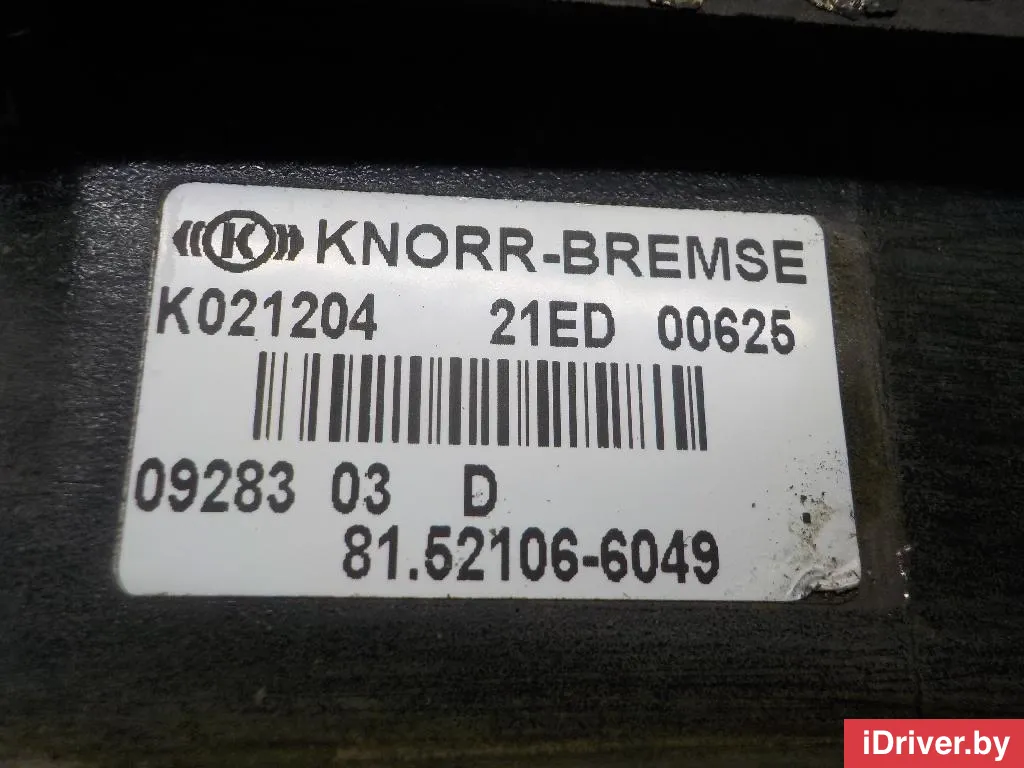 K KNORR-BREMSE
K021204 21ED 00625
09283 03 D
81.52106-6049
iDriver.by